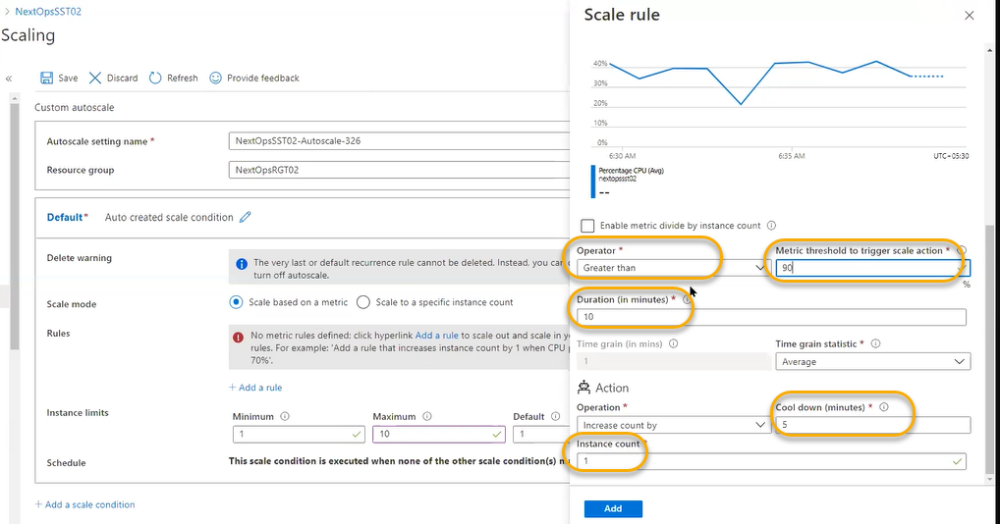 NextOpsSST02
Scaling
Save Discard Refresh Provide feedback
Custom autoscale
Autoscale setting name *
NextOpsSST02-Autoscale-326
Resource group
NextOpsRGT02
Default* Auto created scale condition
Delete warning
The very last or default recurrence rule cannot be deleted. Instead, you can
turn off autoscale.
Scale mode
Scale based on a metric Scale to a specific instance count
Rules
No metric rules defined; click hyperlink Add a rule to scale out and scale in
rules. For example: 'Add a rule that increases instance count by 1 when CPU
70%'.
+ Add a rule
Instance limits
Minimum Maximum Default
1 10 1
Schedule
This scale condition is executed when none of the other scale condition(s)
+ Add a scale condition
Scale rule
40%
30%
20%
10%
0%
6:30 AM 6:35 AM UTC+05:30
Percentage CPU (Avg)
nextopssst02
--
Enable metric divide by instance count
Operator *
Greater than
Metric threshold to trigger scale action *
90
%
Duration (in minutes) *
10
Time grain (in mins)
1
Time grain statistic *
Average
Action
Operation *
Increase count by
Cool down (minutes) *
5
Instance count *
1
Add